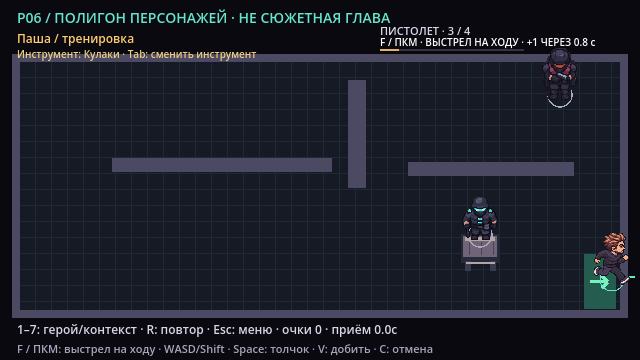 P06 / ПОЛИГОН ПЕРСОНАЖЕЙ · НЕ СЮЖЕТНАЯ ГЛАВА
Паша / тренировка
ПИСТОЛЕТ · 3 / 4
F / ПКМ · ВЫСТРЕЛ НА ХОДУ · +1 ЧЕРЕЗ 0.8 с
Инструмент: Кулаки · Tab: сменить инструмент
1–7: герой/контекст · R: повтор · Esc: меню · очки 0 · приём 0.0с
F / ПКМ: выстрел на ходу · WASD/Shift · Space: толчок · V: добить · C: отмена